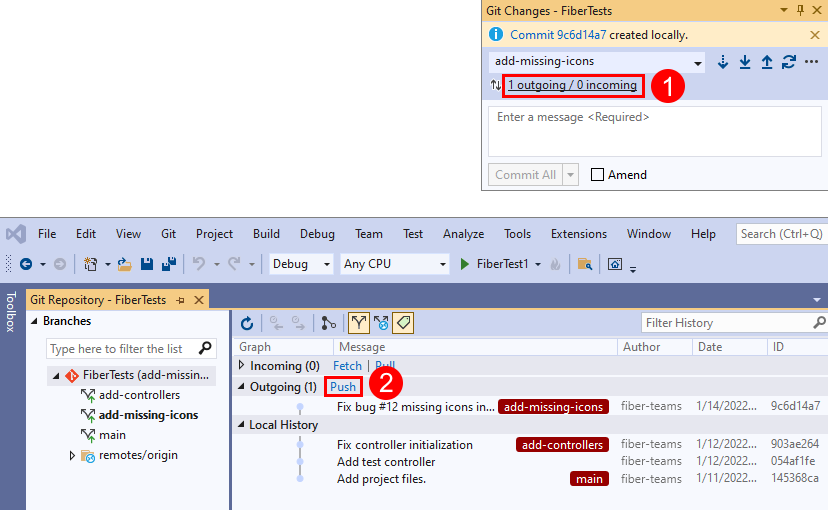 Git Changes - FiberTests
Commit 9c6d14a7 created locally.
add-missing-icons
1 outgoing / 0 incoming
1
Enter a message <Required>
Commit All
Amend
File Edit View Git Project Build Debug Team Test Analyze Tools Extensions Window Help Search (Ctrl+Q)
Debug Any CPU FiberTest1
Toolbox
Git Repository - FiberTests
Branches
Type here to filter the list
FiberTests (add-missin...
add-controllers
add-missing-icons
main
remotes/origin
Filter History
Graph Message Author Date ID
Incoming (0) Fetch | Pull
Outgoing (1) Push
2
Fix bug #12 missing icons in... add-missing-icons fiber-teams 1/14/2022... 9c6d14a7
Local History
Fix controller initialization add-controllers fiber-teams 1/12/2022... 903ae264
Add test controller fiber-teams 1/12/2022... 054af1fe
Add project files. main fiber-teams 1/11/2022... 145368ca